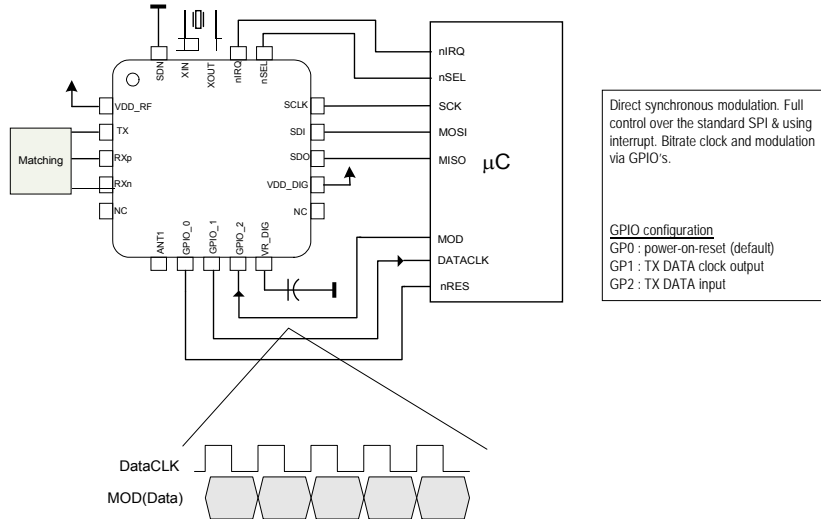 SDN
XIN
XOUT
nIRQ
nSEL
VDD_RF
TX
RXp
RXn
NC
Matching
SCLK
SDI
SDO
VDD_DIG
NC
ANT1
GPIO_0
GPIO_1
GPIO_2
VR_DIG
nIRQ
nSEL
SCK
MOSI
MISO
μC
MOD
DATACLK
nRES
Direct synchronous modulation. Full
control over the standard SPI & using
interrupt. Bitrate clock and modulation
via GPIO's.
GPIO configuration
GP0 : power-on-reset (default)
GP1 : TX DATA clock output
GP2 : TX DATA input
DataCLK
MOD(Data)